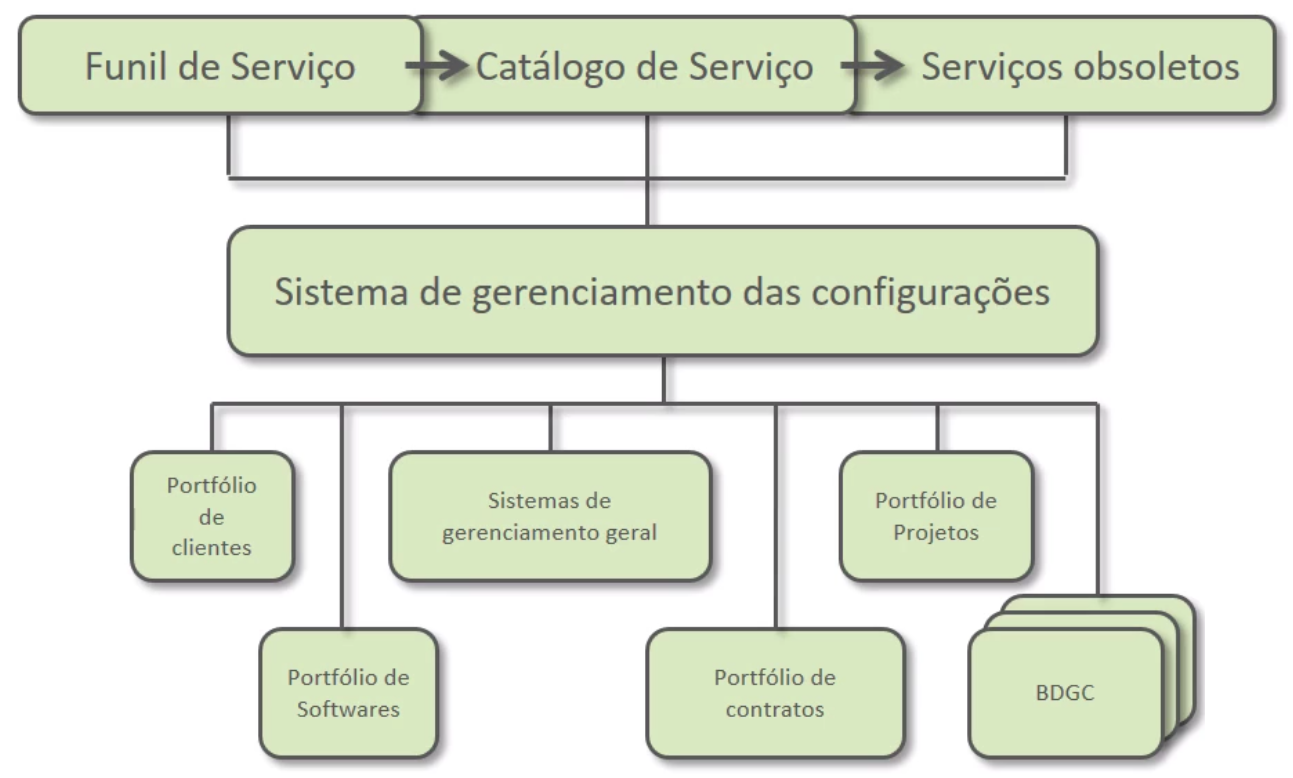 Funil de Serviço
Catálogo de Serviço
Serviços obsoletos
Sistema de gerenciamento das configurações
Portfólio
de
clientes
Sistemas de
gerenciamento geral
Portfólio de
Projetos
Portfólio de
Softwares
Portfólio de
contratos
BDGC